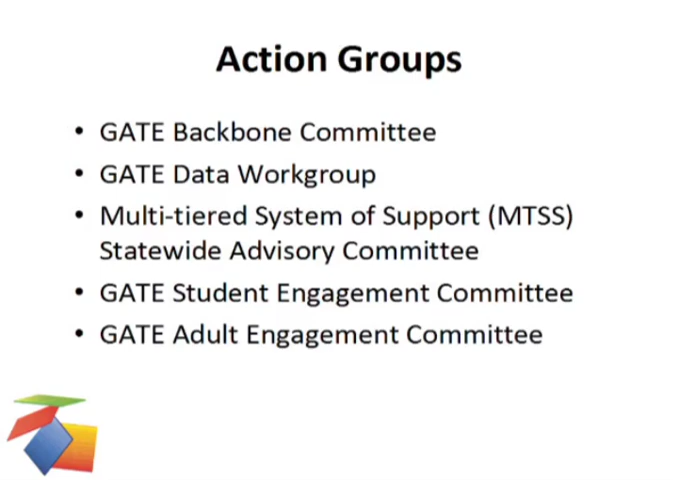 Action Groups
• GATE Backbone Committee
• GATE Data Workgroup
• Multi-tiered System of Support (MTSS)
Statewide Advisory Committee
• GATE Student Engagement Committee
• GATE Adult Engagement Committee